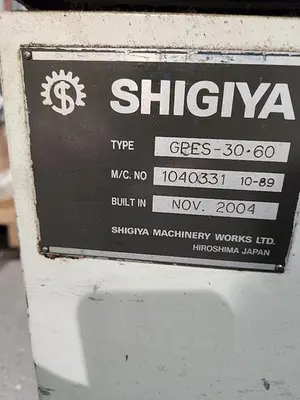 SHIGIYA
TYPE GPES-30·60
M/C. NO 1040331 10-89
BUILT IN NOV. 2004
SHIGIYA MACHINERY WORKS LTD.
HIROSHIMA JAPAN